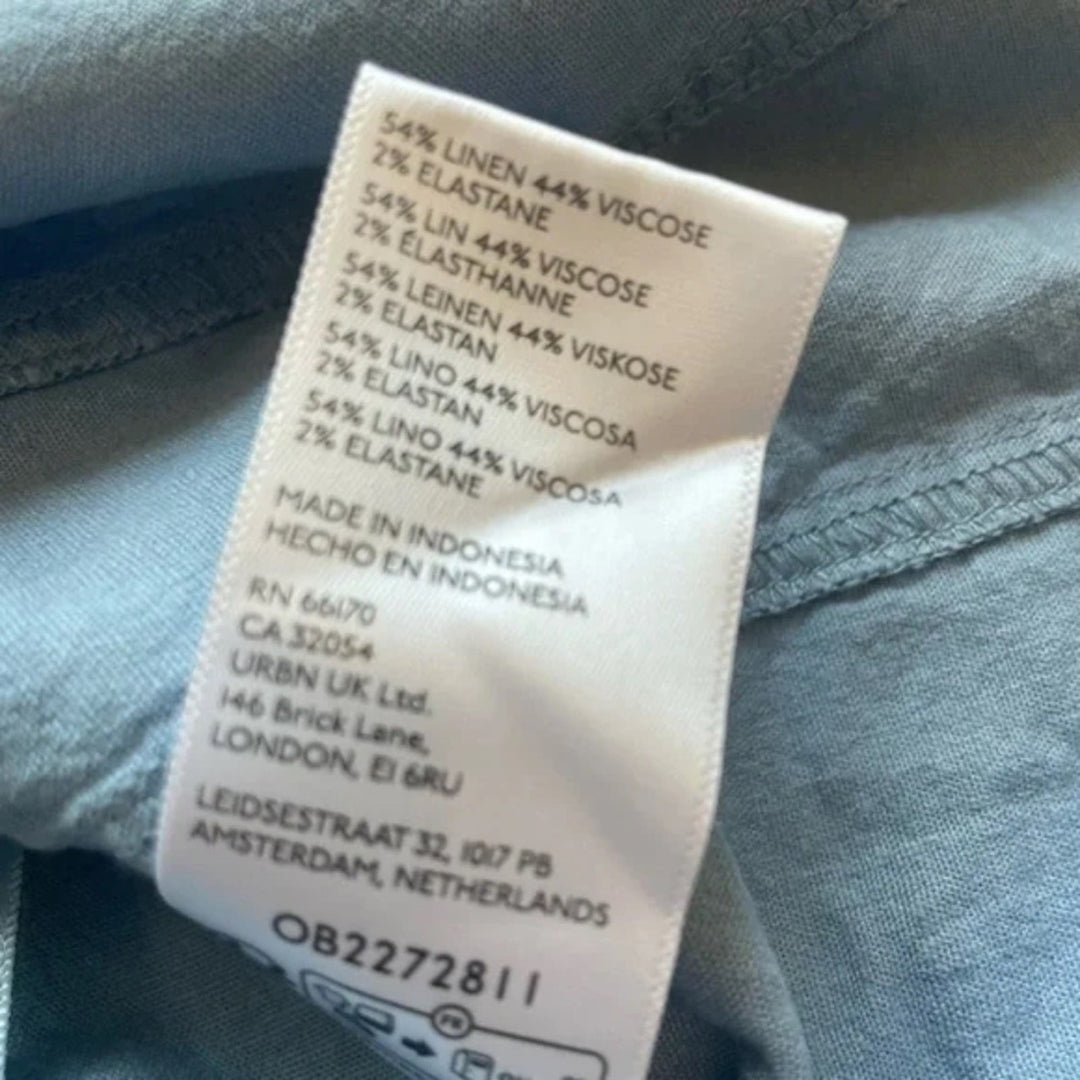 54% LINEN 44% VISCOSE
2% ELASTANE
54% LIN 44% VISCOSE
2% ÉLASTHANNE
54% LEINEN 44% VISKOSE
2% ELASTAN
54% LINO 44% VISCOSA
2% ELASTAN
54% LINO 44% VISCOSA
2% ELASTANE
MADE IN INDONESIA
HECHO EN INDONESIA
RN 66170
CA 32054
URBN UK Ltd.
146 Brick Lane,
LONDON, E1 6RU
LEIDSESTRAAT 32, 1017 PB
AMSTERDAM, NETHERLANDS
OB2272811
FR